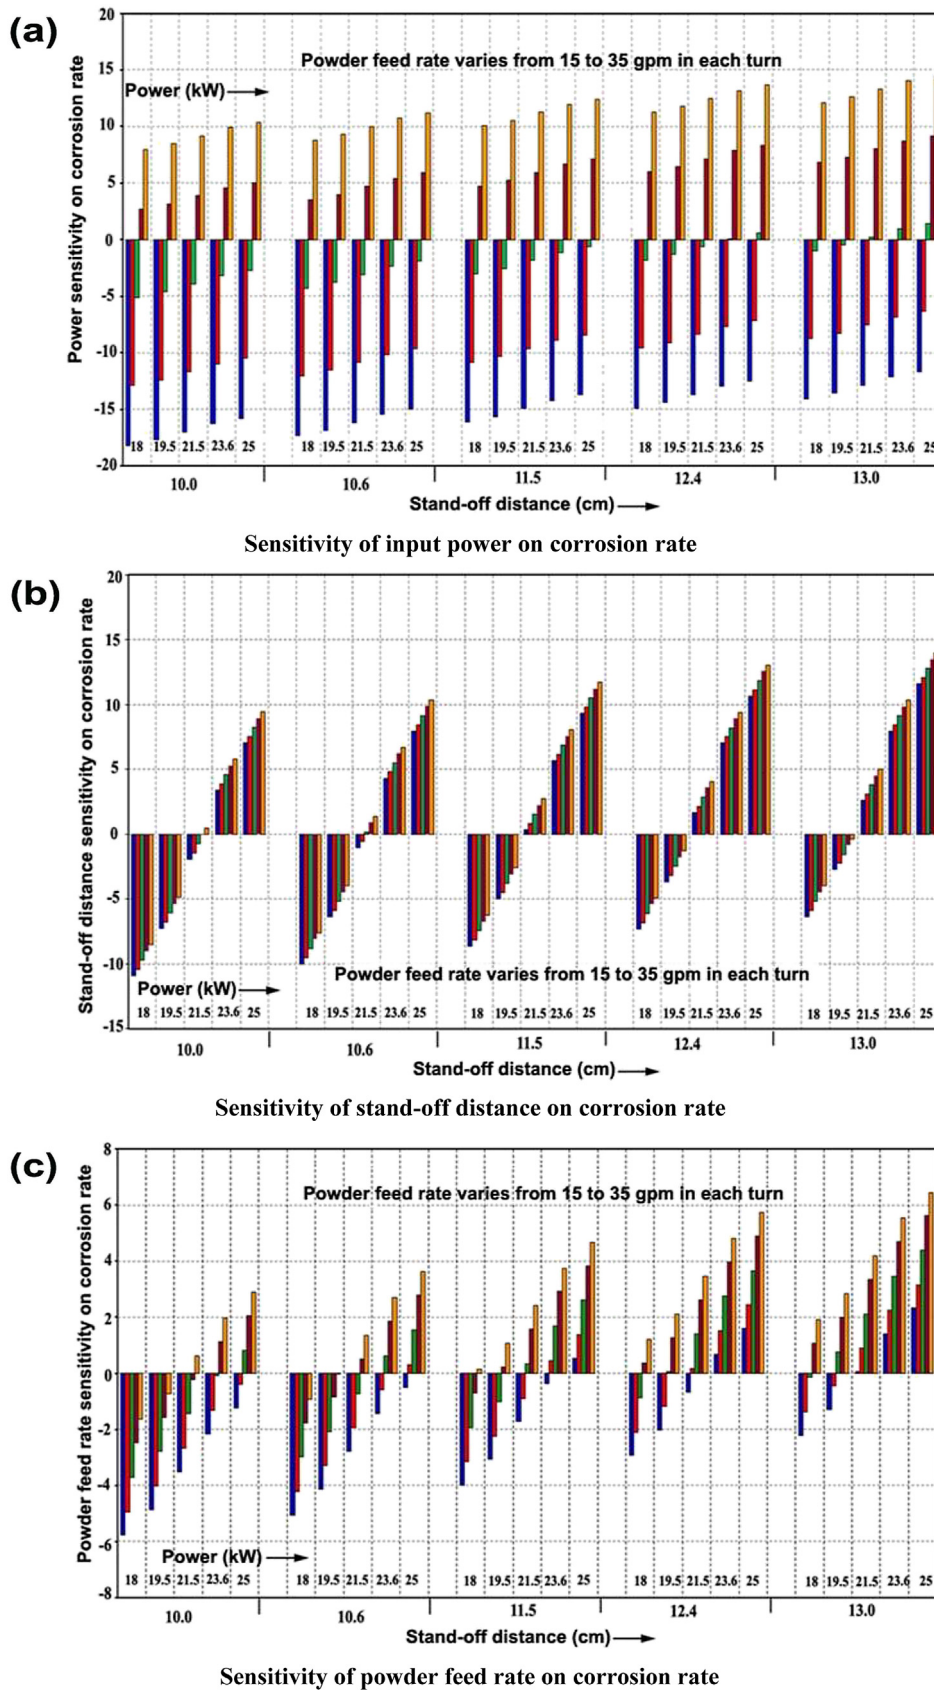 (a)
Power sensitivity on corrosion rate
20
15
10
5
0
-5
-10
-15
-20
Powder feed rate varies from 15 to 35 gpm in each turn
Power (kW)
18 19.5 21.5 23.6 25 18 19.5 21.5 23.6 25 18 19.5 21.5 23.6 25 18 19.5 21.5 23.6 25 18 19.5 21.5 23.6 25
10.0 10.6 11.5 12.4 13.0
Stand-off distance (cm)
Sensitivity of input power on corrosion rate
(b)
Stand-off distance sensitivity on corrosion rate
20
15
10
5
0
-5
-10
-15
Powder feed rate varies from 15 to 35 gpm in each turn
Power (kW)
18 19.5 21.5 23.6 25 18 19.5 21.5 23.6 25 18 19.5 21.5 23.6 25 18 19.5 21.5 23.6 25 18 19.5 21.5 23.6 25
10.0 10.6 11.5 12.4 13.0
Stand-off distance (cm)
Sensitivity of stand-off distance on corrosion rate
(c)
Powder feed rate sensitivity on corrosion rate
8
6
4
2
0
-2
-4
-6
-8
Powder feed rate varies from 15 to 35 gpm in each turn
Power (kW)
18 19.5 21.5 23.6 25 18 19.5 21.5 23.6 25 18 19.5 21.5 23.6 25 18 19.5 21.5 23.6 25 18 19.5 21.5 23.6 25
10.0 10.6 11.5 12.4 13.0
Stand-off distance (cm)
Sensitivity of powder feed rate on corrosion rate